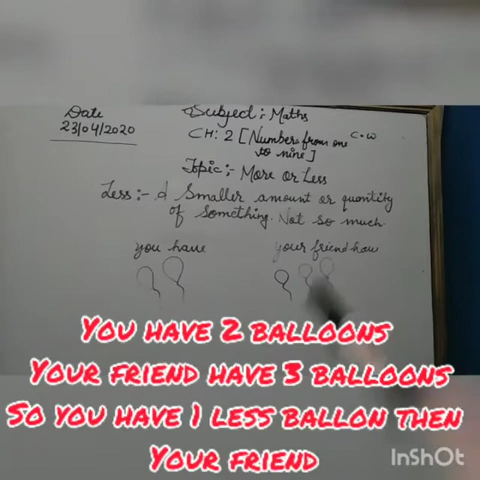 Date
23/04/2020
Subject:- Maths
CH: 2 [Numbers from one
to nine]
C.W
Topic:- More or Less
Less:- A Smaller amount or quantity
of something. Not so much
you have
your friend have
You have 2 balloons
Your friend have 3 balloons
So you have 1 less ballon then
Your friend
InShOt